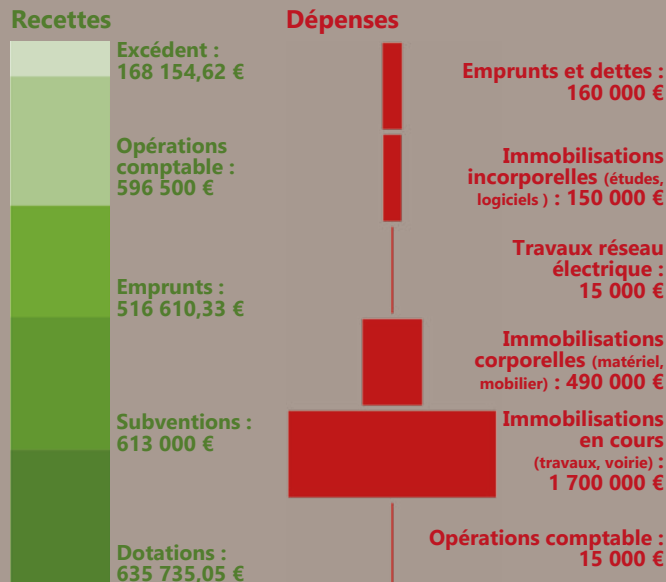 Recettes
Excédent :
168 154,62 €
Opérations
comptable :
596 500 €
Emprunts :
516 610,33 €
Subventions :
613 000 €
Dotations :
635 735,05 €
Dépenses
Emprunts et dettes :
160 000 €
Immobilisations
incorporelles (études,
logiciels ) : 150 000 €
Travaux réseau
électrique :
15 000 €
Immobilisations
corporelles (matériel,
mobilier) : 490 000 €
Immobilisations
en cours
(travaux, voirie) :
1 700 000 €
Opérations comptable :
15 000 €